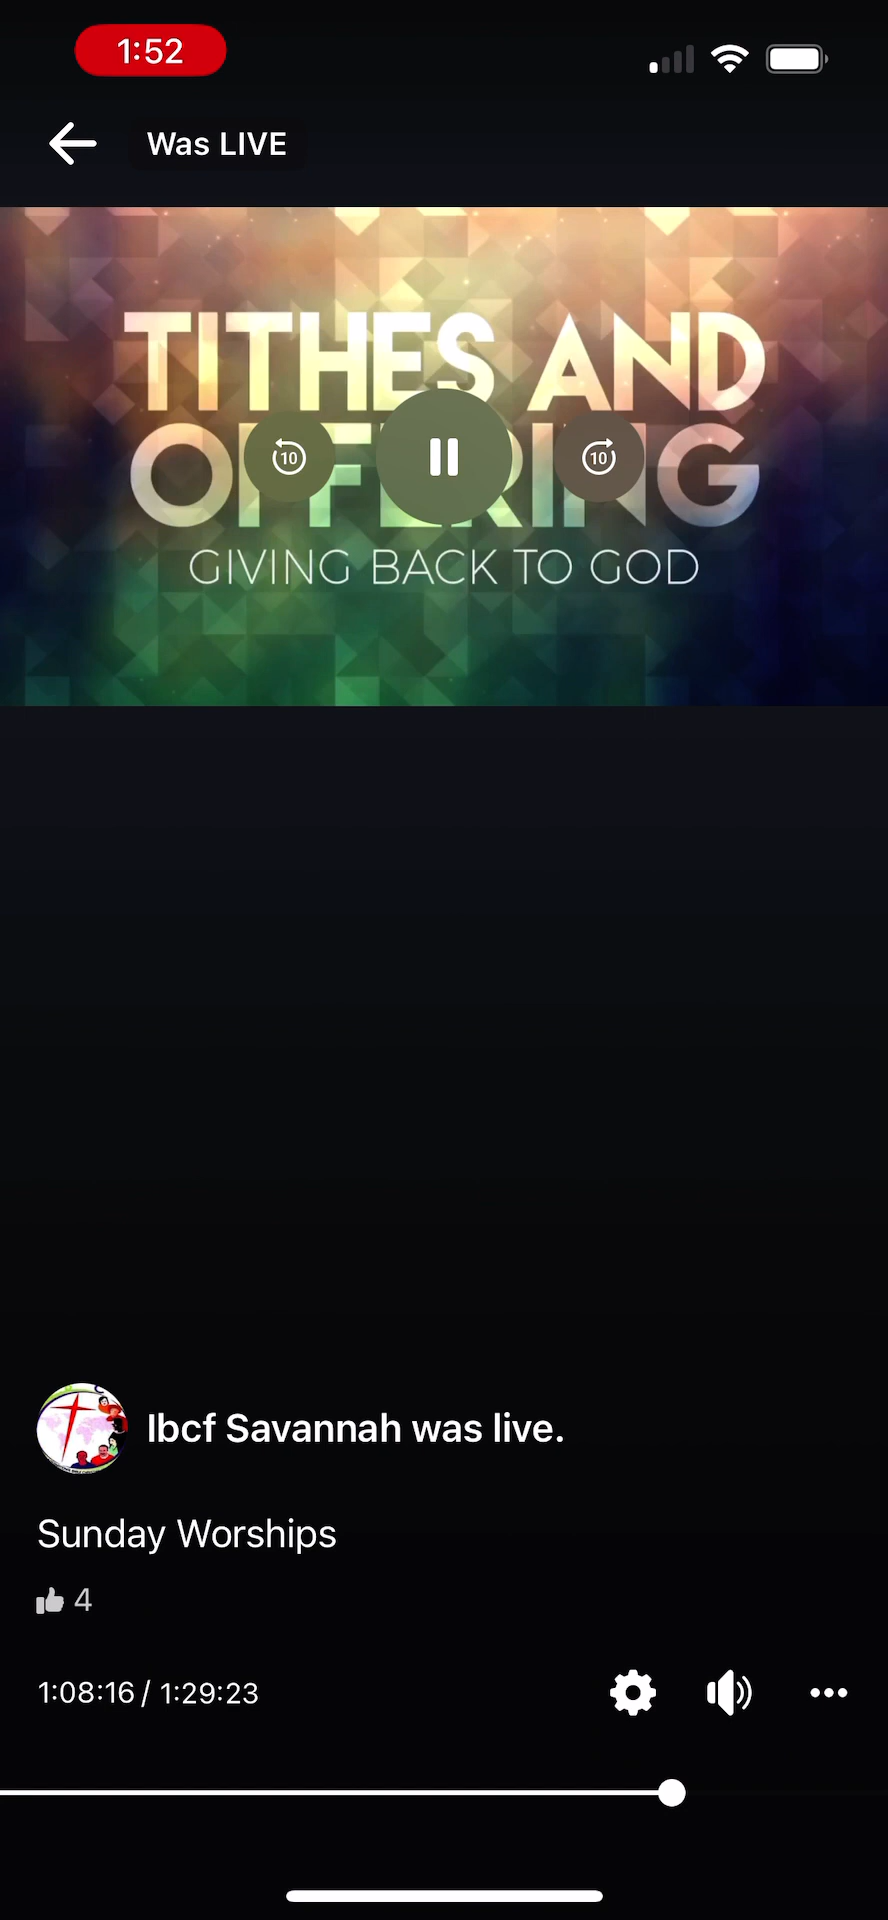 1:52
Was LIVE
TITHES AND
OFFERING
10
10
GIVING BACK TO GOD
Ibcf Savannah was live.
Sunday Worships
4
1:08:16 / 1:29:23